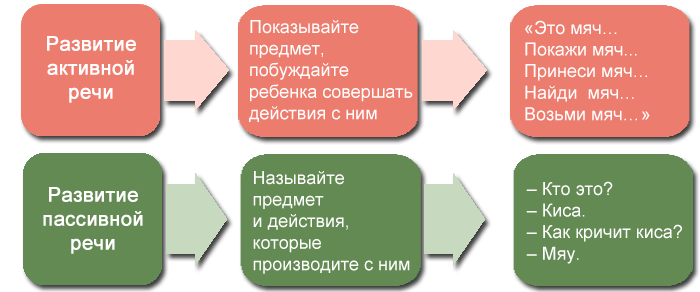 Развитие
активной
речи
Показывайте
предмет,
побуждайте
ребенка совершать
действия с ним
«Это мяч...
Покажи мяч...
Принеси мяч...
Найди мяч...
Возьми мяч...»
Развитие
пассивной
речи
Называйте
предмет
и действия,
которые
производите с ним
– Кто это?
– Киса.
– Как кричит киса?
– Мяу.